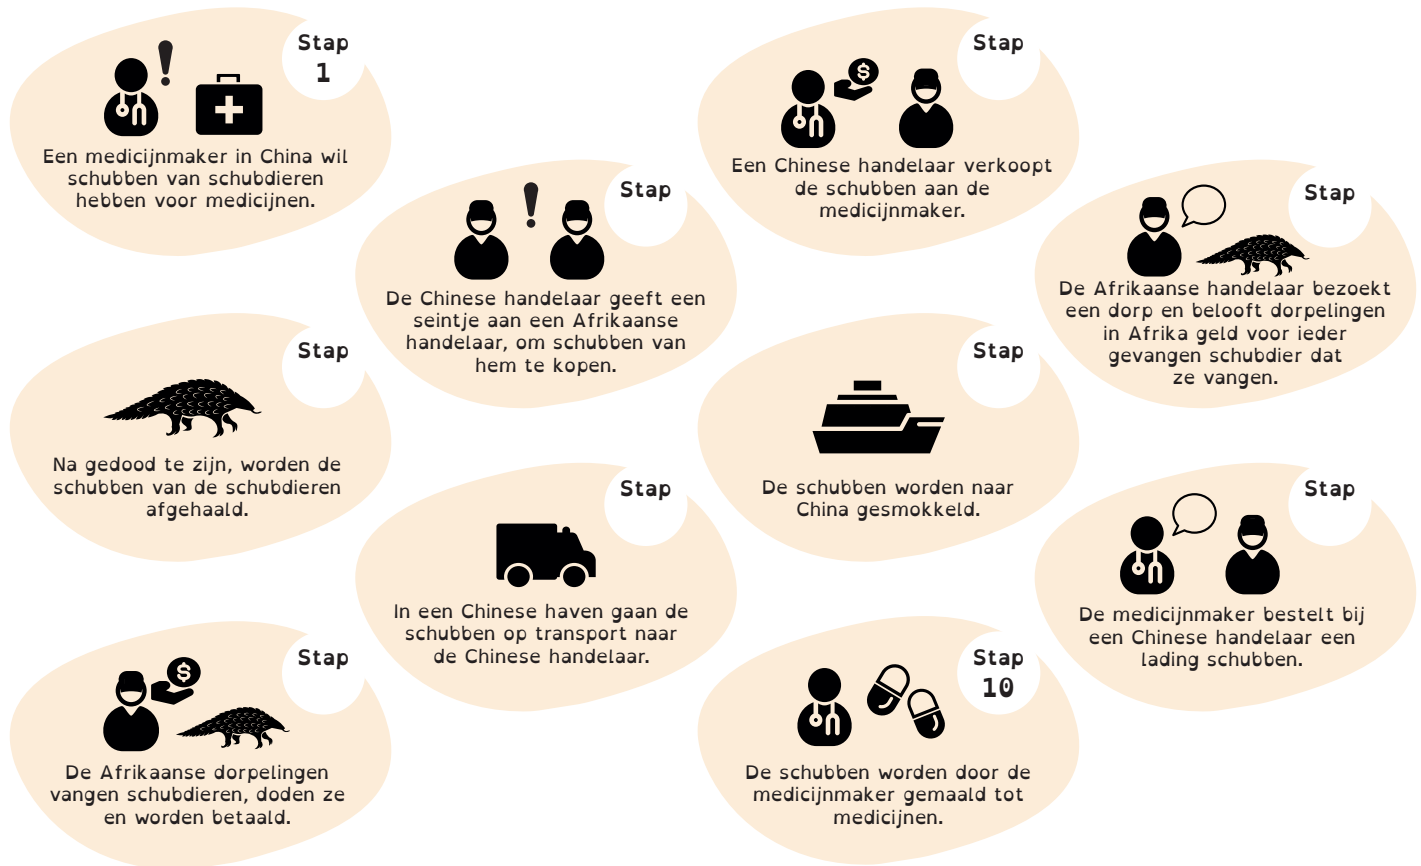 Stap
1
Een medicijnmaker in China wil
schubben van schubdieren
hebben voor medicijnen.
Stap
Een Chinese handelaar verkoopt
de schubben aan de
medicijnmaker.
Stap
De Chinese handelaar geeft een
seintje aan een Afrikaanse
handelaar, om schubben van
hem te kopen.
Stap
De Afrikaanse handelaar bezoekt
een dorp en belooft dorpelingen
in Afrika geld voor ieder
gevangen schubdier dat
ze vangen.
Stap
Na gedood te zijn, worden de
schubben van de schubdieren
afgehaald.
Stap
De schubben worden naar
China gesmokkeld.
Stap
In een Chinese haven gaan de
schubben op transport naar
de Chinese handelaar.
Stap
De medicijnmaker bestelt bij
een Chinese handelaar een
lading schubben.
Stap
De Afrikaanse dorpelingen
vangen schubdieren, doden ze
en worden betaald.
Stap
10
De schubben worden door de
medicijnmaker gemaald tot
medicijnen.